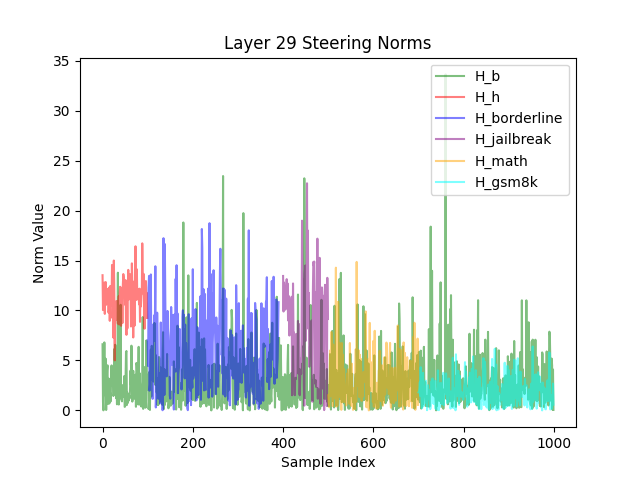 Layer 29 Steering Norms
35
30
25
20
15
10
5
0
Norm Value
H_b
H_h
H_borderline
H_jailbreak
H_math
H_gsm8k
0
200
400
600
800
1000
Sample Index